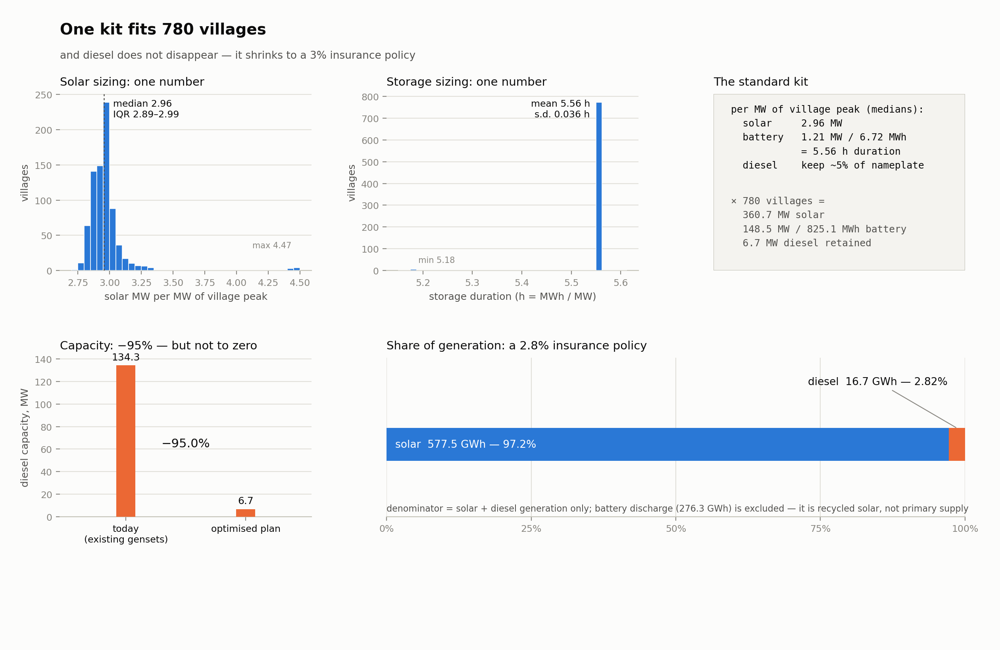 One kit fits 780 villages
and diesel does not disappear — it shrinks to a 3% insurance policy
Solar sizing: one number
250
200
150
100
50
0
villages
median 2.96
IQR 2.89–2.99
max 4.47
2.75 3.00 3.25 3.50 3.75 4.00 4.25 4.50
solar MW per MW of village peak
Storage sizing: one number
800
700
600
500
400
300
200
100
0
villages
mean 5.56 h
s.d. 0.036 h
min 5.18
5.2 5.3 5.4 5.5 5.6
storage duration (h = MWh / MW)
The standard kit
per MW of village peak (medians):
solar 2.96 MW
battery 1.21 MW / 6.72 MWh
= 5.56 h duration
diesel keep ~5% of nameplate
× 780 villages =
360.7 MW solar
148.5 MW / 825.1 MWh battery
6.7 MW diesel retained
Capacity: −95% — but not to zero
140
120
100
80
60
40
20
0
diesel capacity, MW
134.3
−95.0%
6.7
today
(existing gensets)
optimised plan
Share of generation: a 2.8% insurance policy
diesel 16.7 GWh — 2.82%
solar 577.5 GWh — 97.2%
denominator = solar + diesel generation only; battery discharge (276.3 GWh) is excluded — it is recycled solar, not primary supply
0% 25% 50% 75% 100%